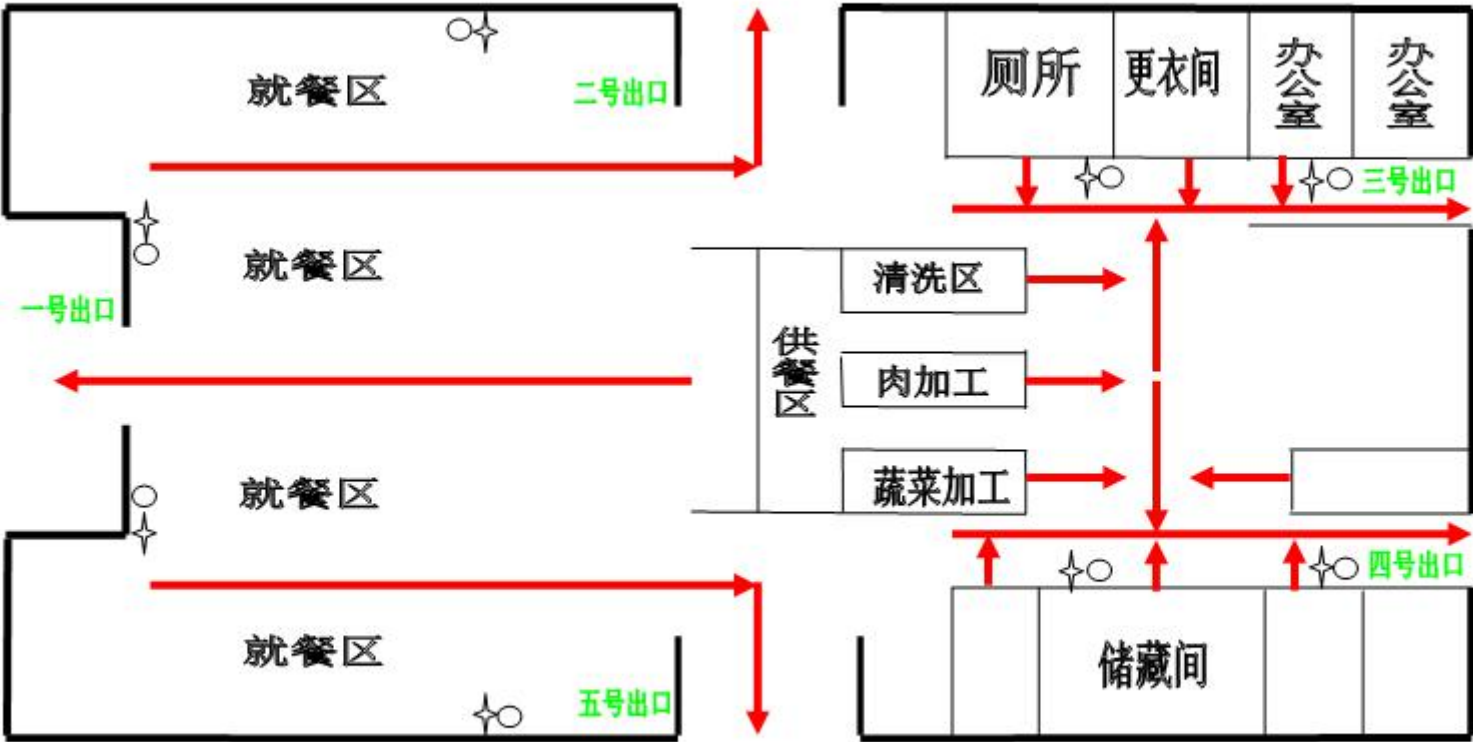 就餐区
二号出口
厕所
更衣间
办公室
办公室
三号出口
就餐区
一号出口
清洗区
供餐区
肉加工
就餐区
蔬菜加工
四号出口
就餐区
五号出口
储藏间